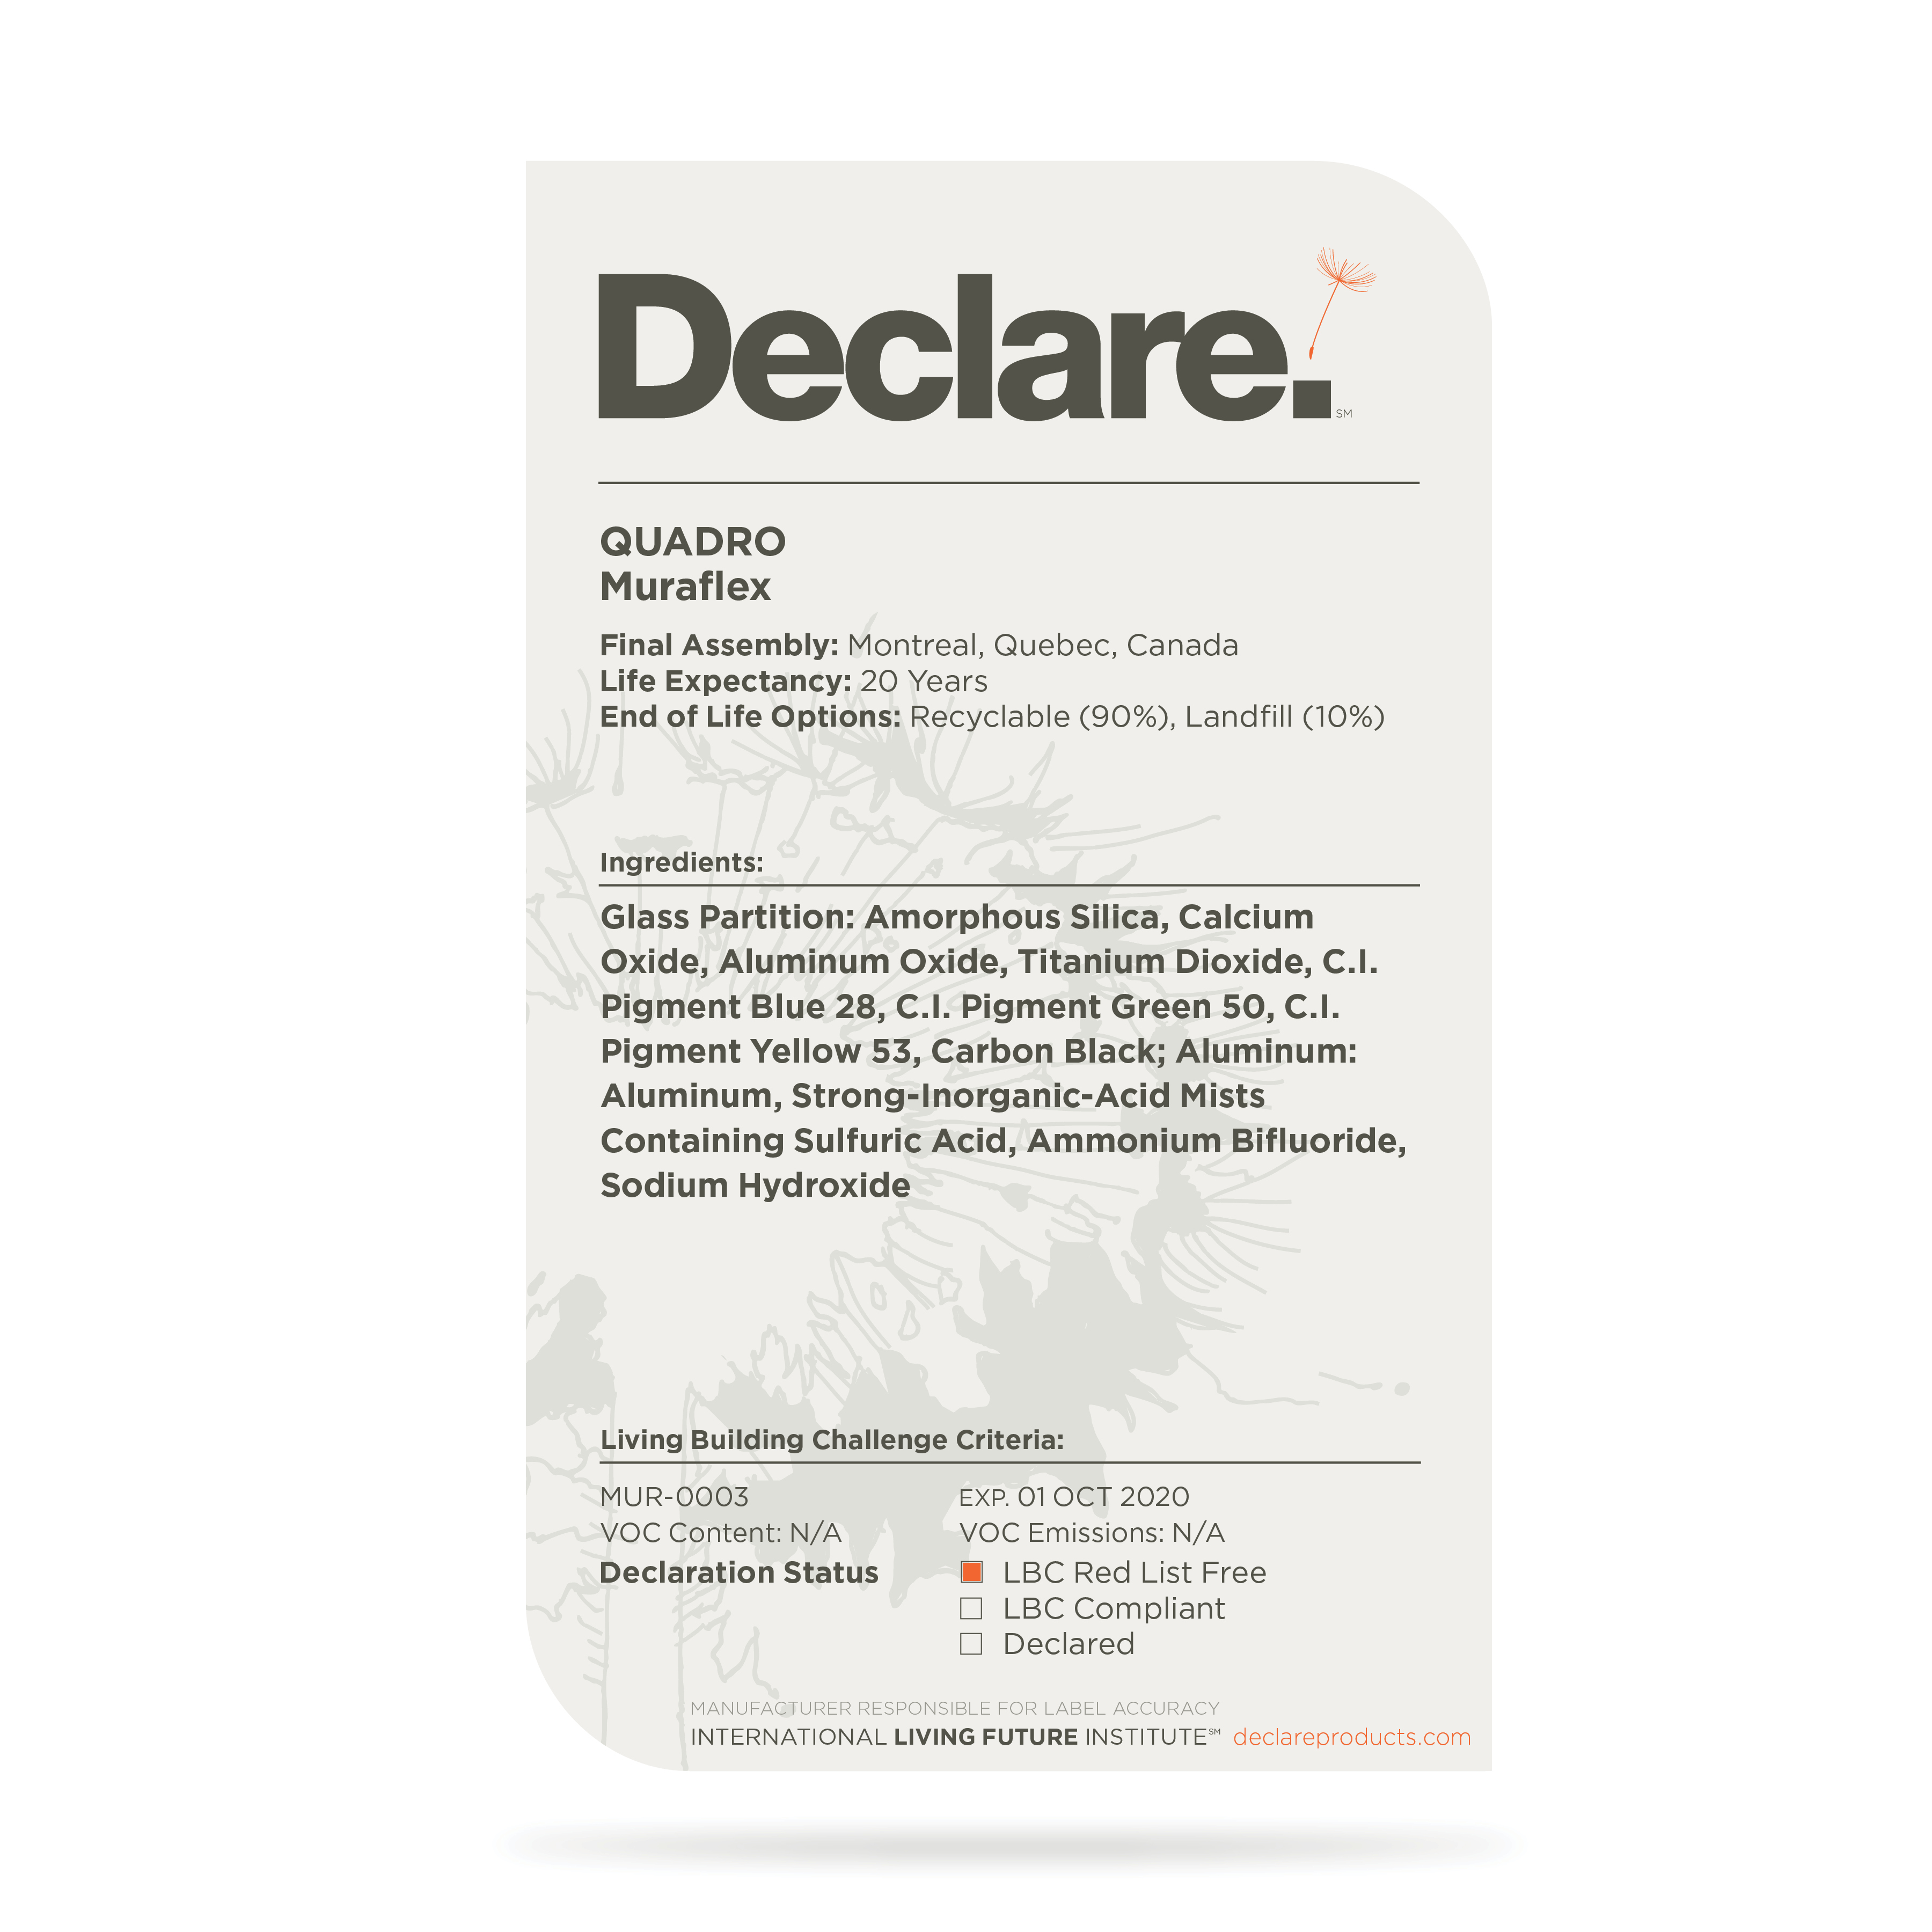 Declare.
SM
QUADRO
Muraflex
Final Assembly: Montreal, Quebec, Canada
Life Expectancy: 20 Years
End of Life Options: Recyclable (90%), Landfill (10%)
Ingredients:
Glass Partition: Amorphous Silica, Calcium
Oxide, Aluminum Oxide, Titanium Dioxide, C.I.
Pigment Blue 28, C.I. Pigment Green 50, C.I.
Pigment Yellow 53, Carbon Black; Aluminum:
Aluminum, Strong-Inorganic-Acid Mists
Containing Sulfuric Acid, Ammonium Bifluoride,
Sodium Hydroxide
Living Building Challenge Criteria:
MUR-0003 EXP. 01 OCT 2020
VOC Content: N/A VOC Emissions: N/A
Declaration Status LBC Red List Free
LBC Compliant
Declared
MANUFACTURER RESPONSIBLE FOR LABEL ACCURACY
INTERNATIONAL LIVING FUTURE INSTITUTE℠ declareproducts.com